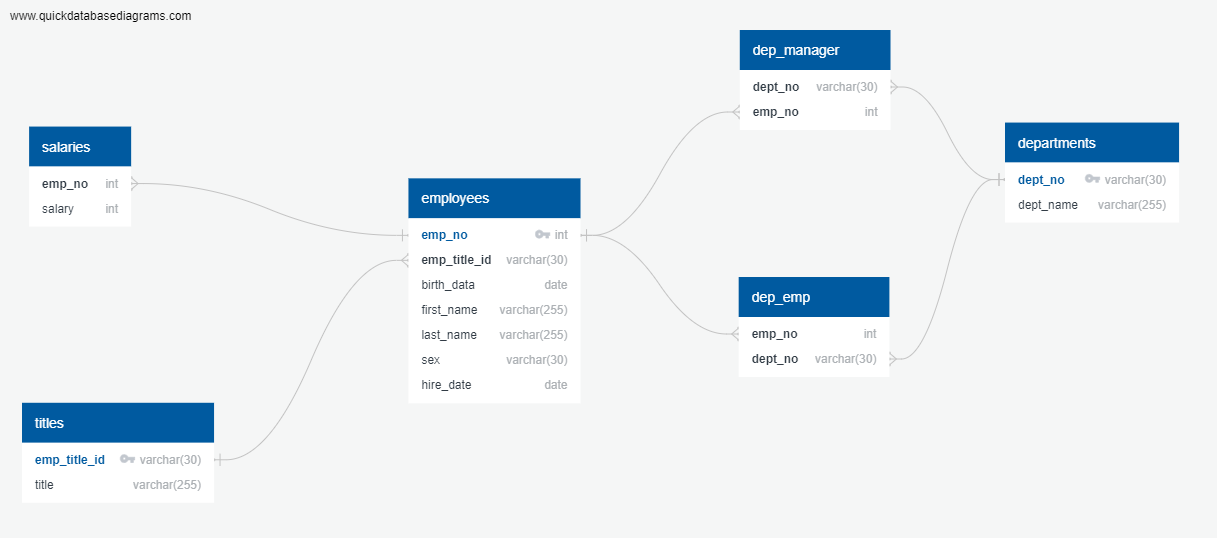 www.quickdatabasediagrams.com
salaries
emp_no int
salary int
titles
emp_title_id varchar(30)
title varchar(255)
employees
emp_no int
emp_title_id varchar(30)
birth_data date
first_name varchar(255)
last_name varchar(255)
sex varchar(30)
hire_date date
dep_manager
dept_no varchar(30)
emp_no int
dep_emp
emp_no int
dept_no varchar(30)
departments
dept_no varchar(30)
dept_name varchar(255)